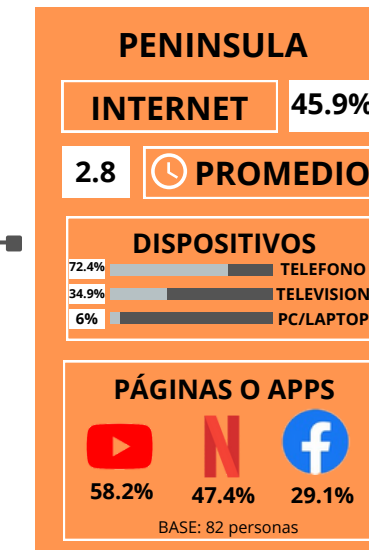 PENINSULA
INTERNET 45.9%
2.8 PROMEDIO
DISPOSITIVOS
72.4% TELEFONO
34.9% TELEVISION
6% PC/LAPTOP
PÁGINAS O APPS
58.2% 47.4% 29.1%
BASE: 82 personas